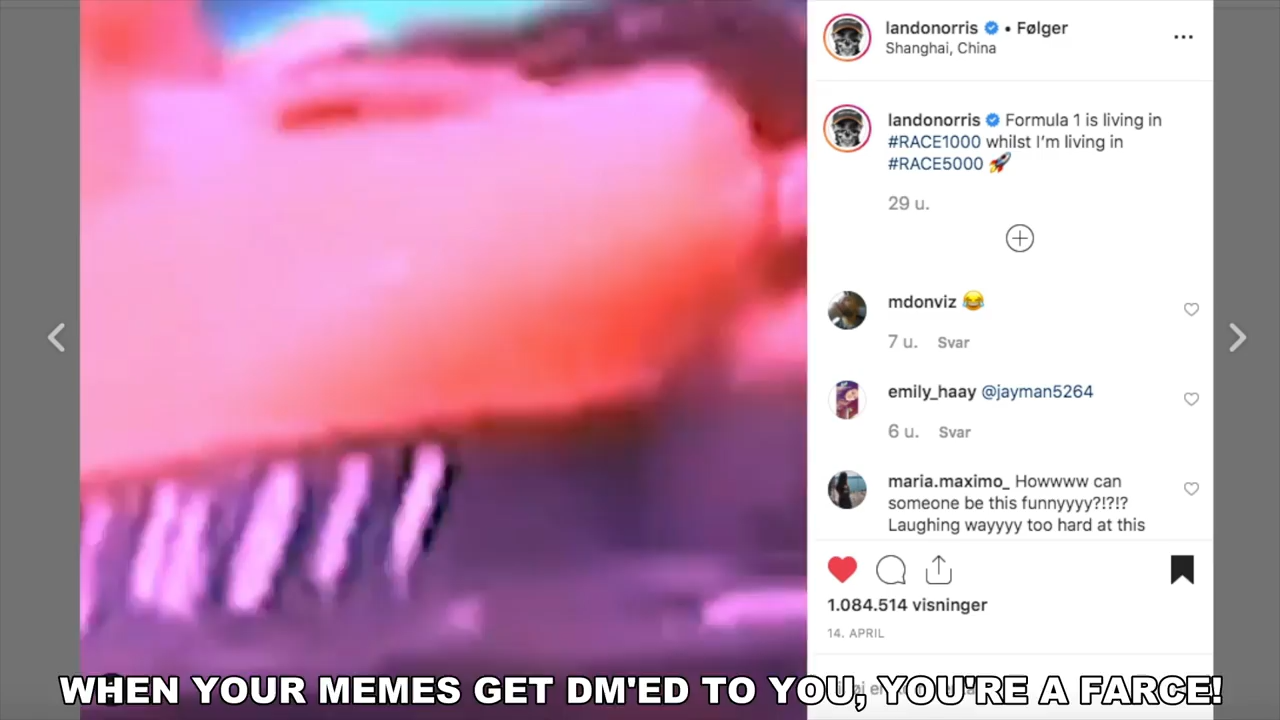 landonorris • Følger
Shanghai, China
landonorris Formula 1 is living in
#RACE1000 whilst I'm living in
#RACE5000 🚀
29 u.
mdonviz 😂
7 u. Svar
emily_haay @jayman5264
6 u. Svar
maria.maximo_ Howwww can
someone be this funnyyyy?!?!?
Laughing wayyyy too hard at this
1.084.514 visninger
14. APRIL
WHEN YOUR MEMES GET DM'ED TO YOU, YOU'RE A FARCE!